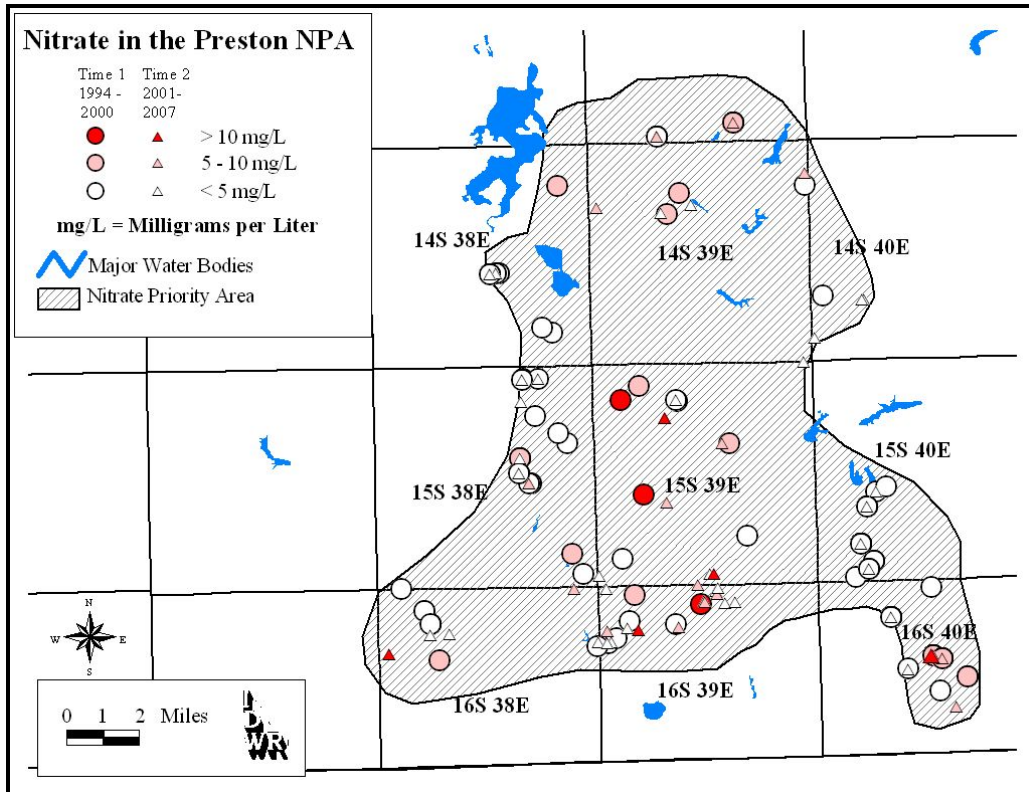 Nitrate in the Preston NPA
Time 1 Time 2
1994 - 2001-
2000 2007
> 10 mg/L
5 - 10 mg/L
< 5 mg/L
mg/L = Milligrams per Liter
Major Water Bodies
Nitrate Priority Area
14S 38E
14S 39E
14S 40E
15S 38E
15S 39E
15S 40E
16S 38E
16S 39E
16S 40E
N
W E
S
0 1 2 Miles
ID
WR